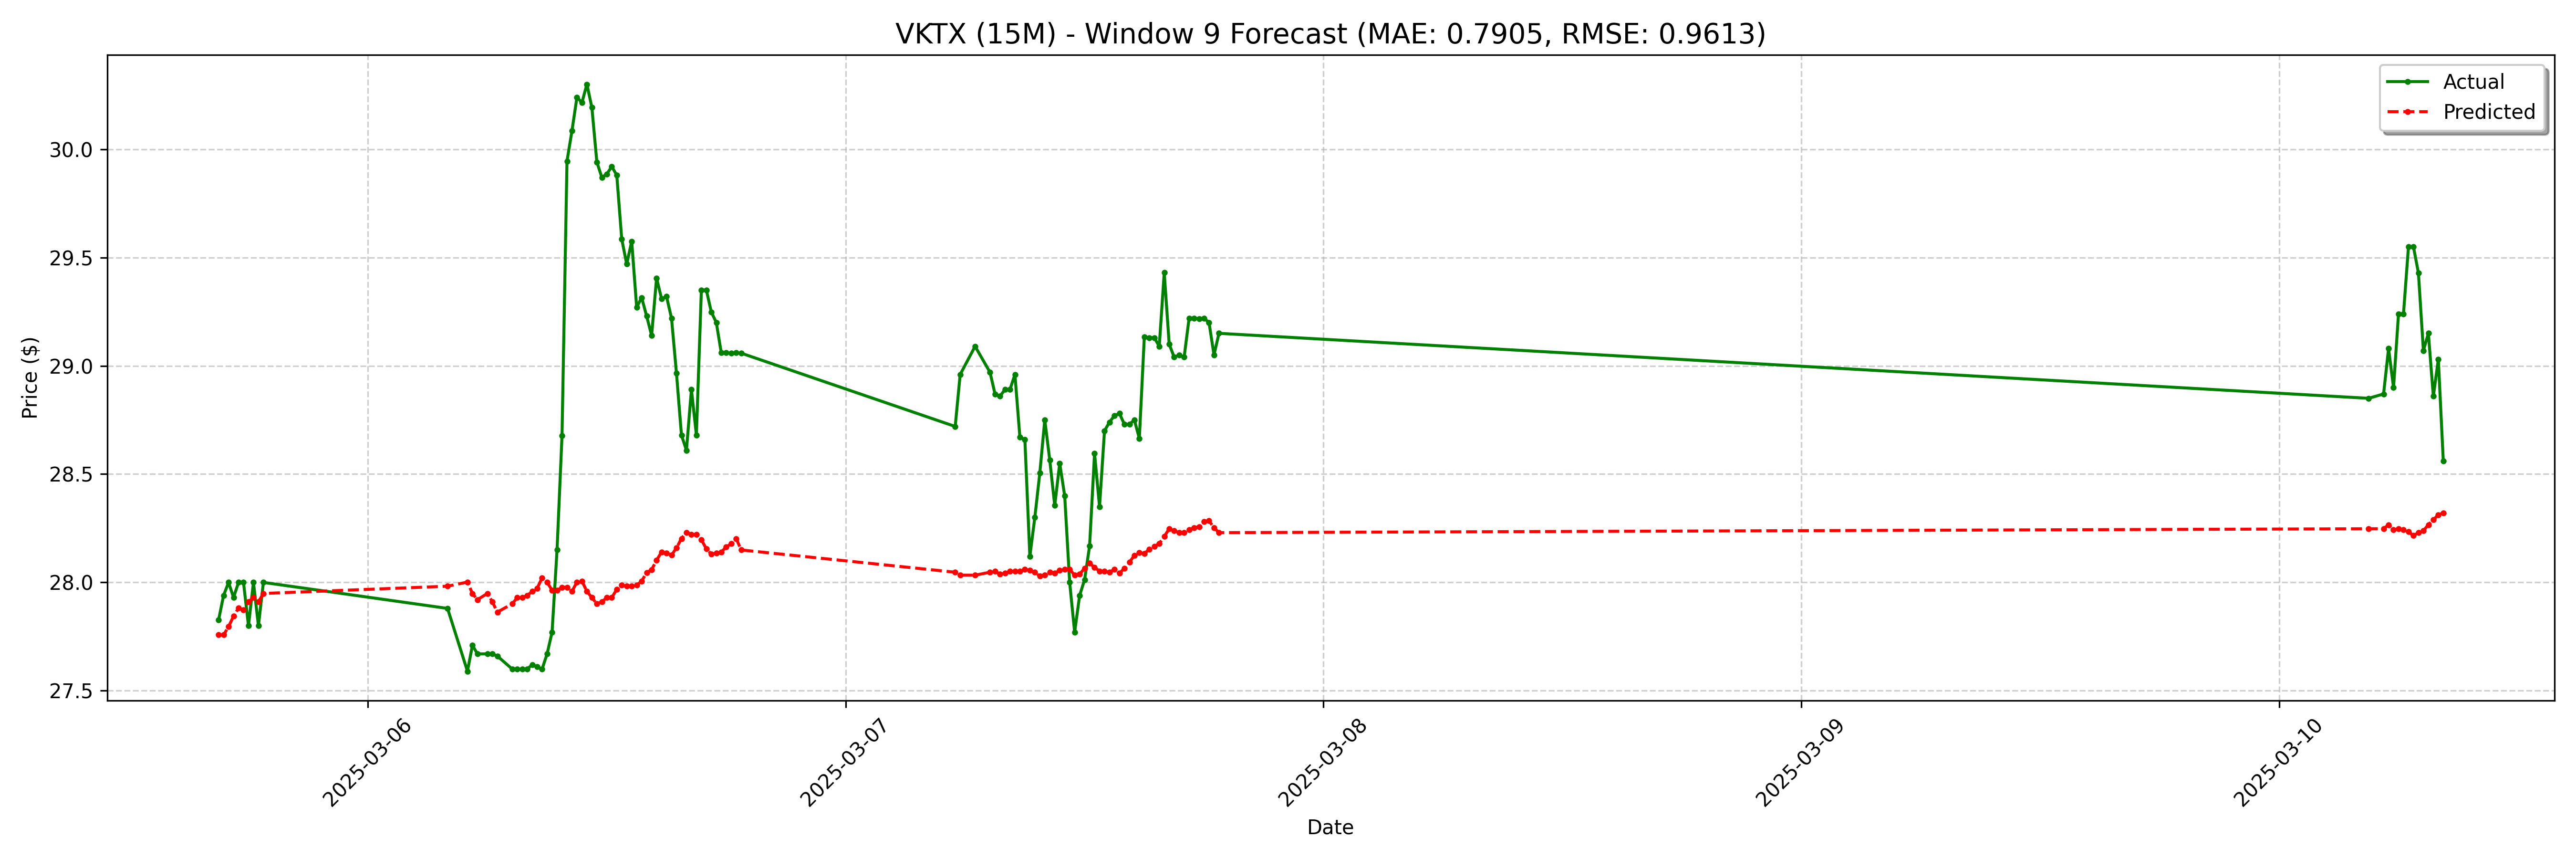 VKTX (15M) - Window 9 Forecast (MAE: 0.7905, RMSE: 0.9613)
Actual
Predicted
Price ($)
30.0
29.5
29.0
28.5
28.0
27.5
2025-03-06
2025-03-07
2025-03-08
2025-03-09
2025-03-10
Date